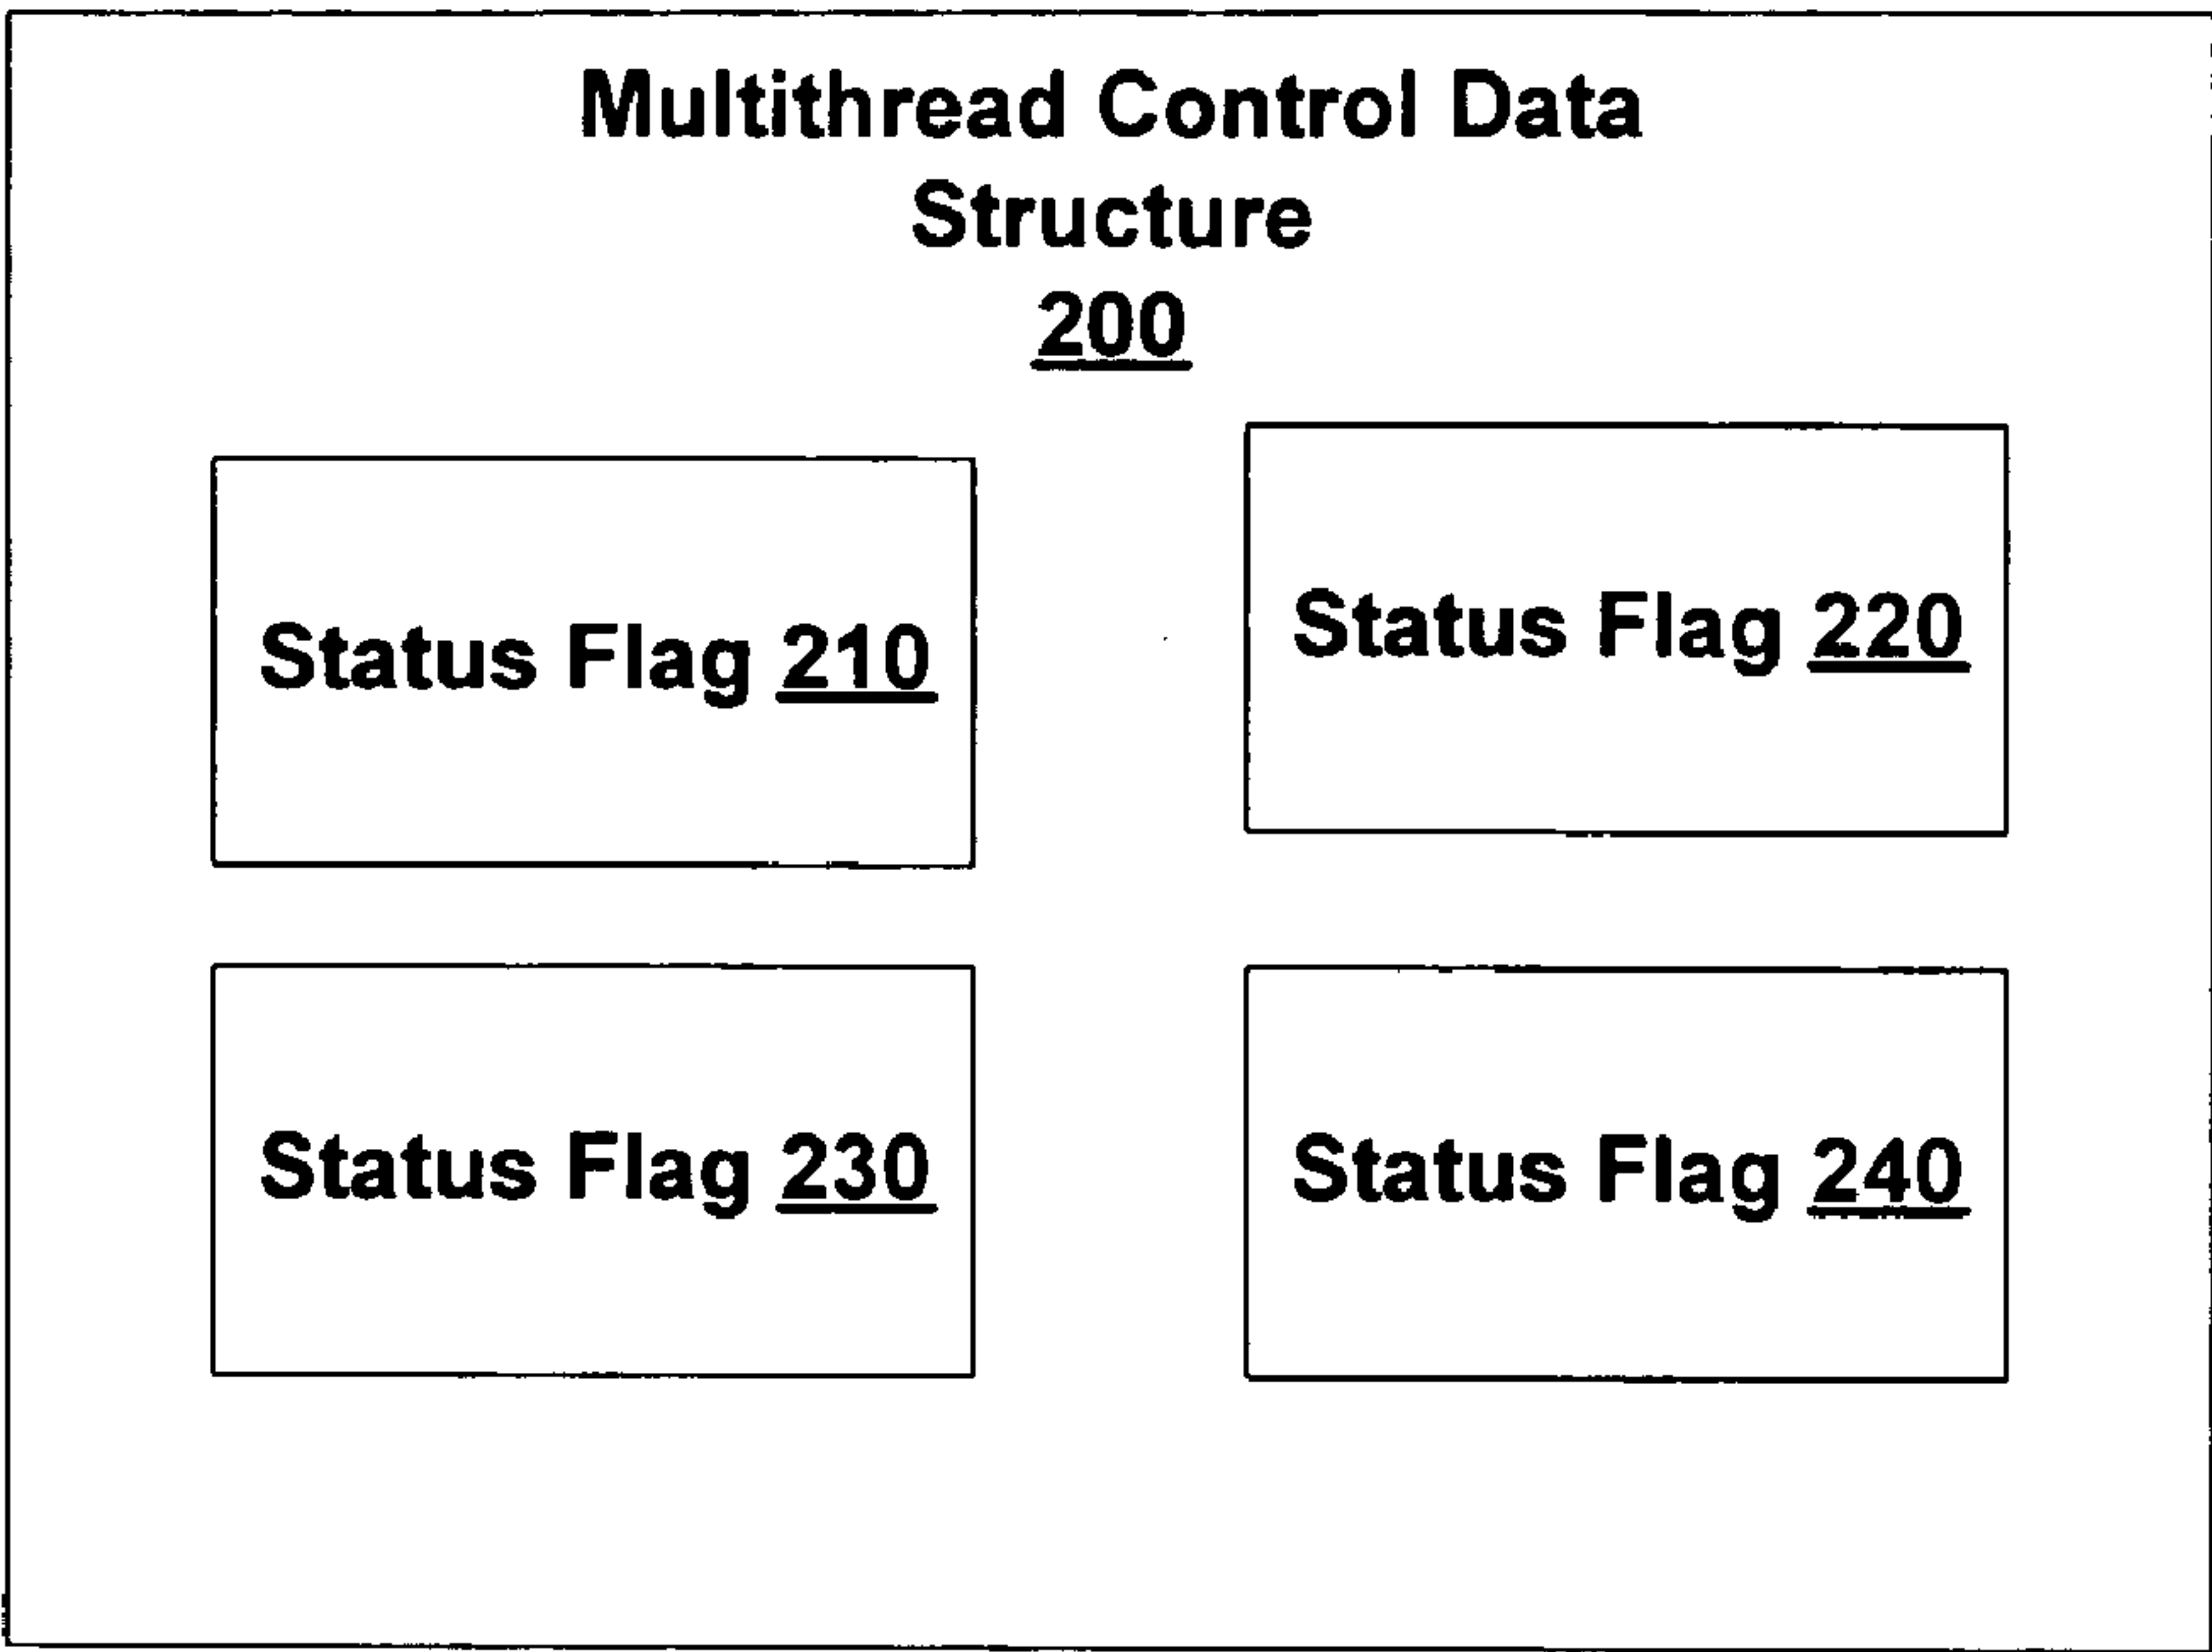 Multithread Control Data
Structure
200
Status Flag 210
Status Flag 220
Status Flag 230
Status Flag 240